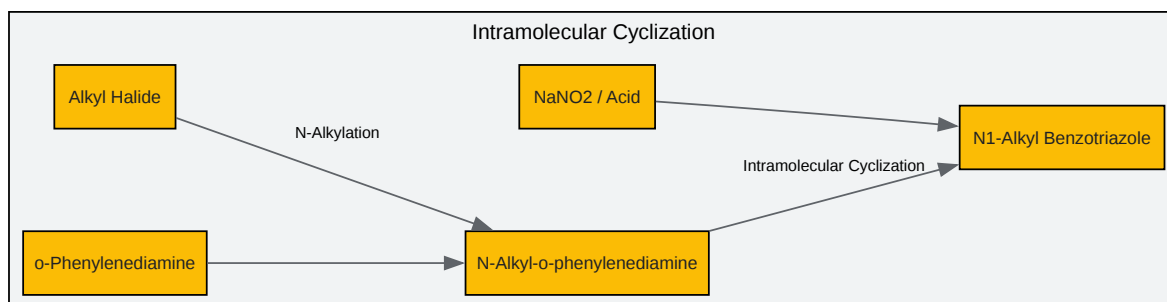 Intramolecular Cyclization
Alkyl Halide
NaNO2 / Acid
N-Alkylation
N1-Alkyl Benzotriazole
Intramolecular Cyclization
o-Phenylenediamine
N-Alkyl-o-phenylenediamine